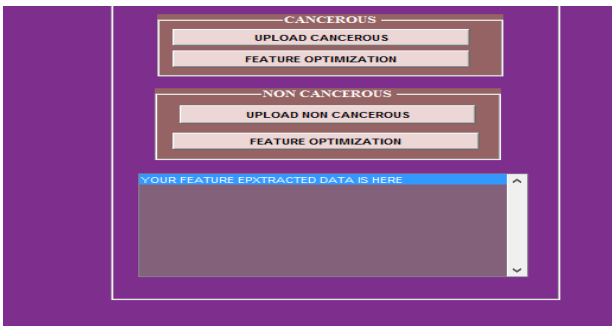 CANCEROUS
UPLOAD CANCEROUS
FEATURE OPTIMIZATION
NON CANCEROUS
UPLOAD NON CANCEROUS
FEATURE OPTIMIZATION
YOUR FEATURE EPXTRACTED DATA IS HERE